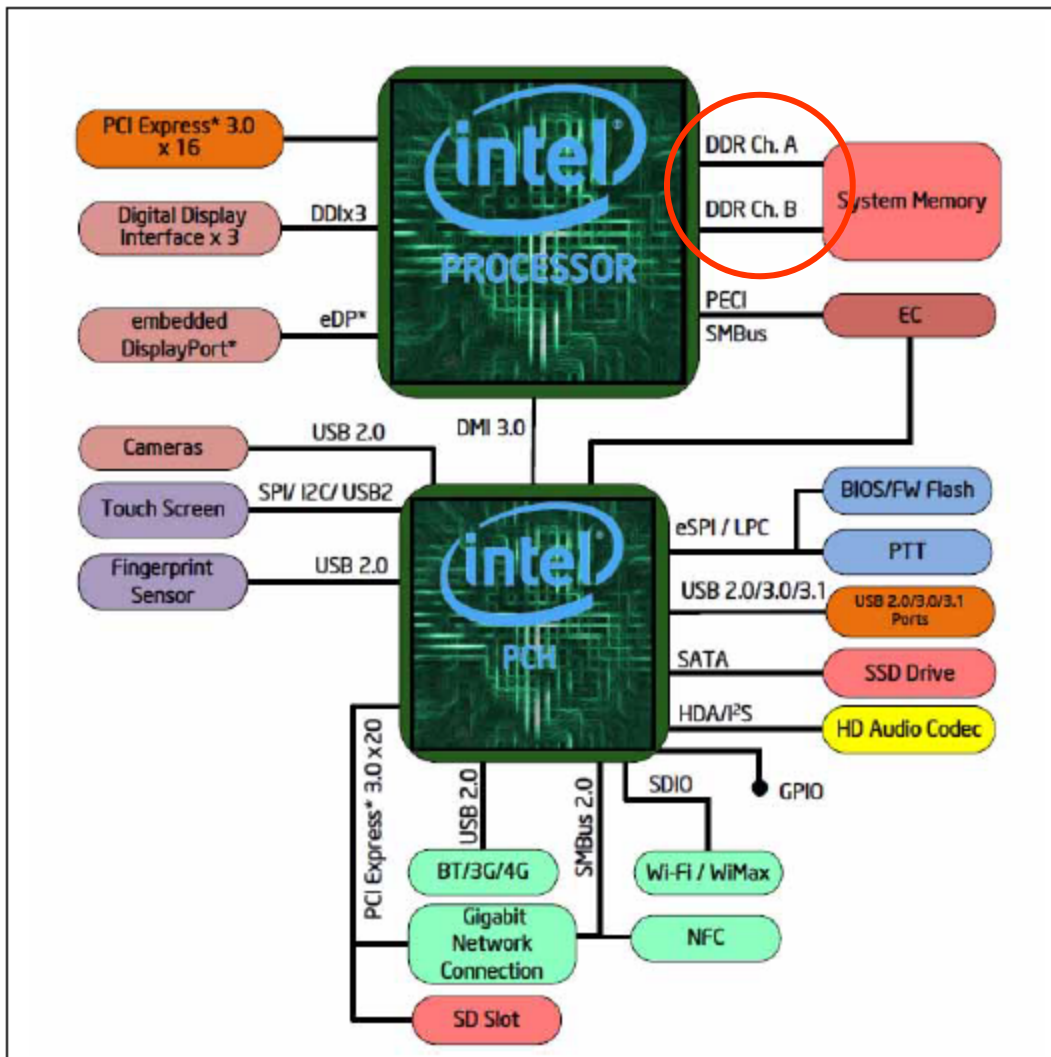 PCI Express* 3.0
x 16
Digital Display
Interface x 3
DDIx3
embedded
DisplayPort*
eDP*
intel®
PROCESSOR
DDR Ch. A
DDR Ch. B
System Memory
PECI
SMBus
EC
DMI 3.0
Cameras
USB 2.0
Touch Screen
SPI/ I2C/ USB2
Fingerprint
Sensor
USB 2.0
intel
PCH
eSPI / LPC
BIOS/FW Flash
PTT
USB 2.0/3.0/3.1
USB 2.0/3.0/3.1
Ports
SATA
SSD Drive
HDA/I²S
HD Audio Codec
GPIO
PCI Express* 3.0 x20
USB 2.0
SMBus 2.0
SDIO
BT/3G/4G
Wi-Fi / WiMax
Gigabit
Network
Connection
NFC
SD Slot